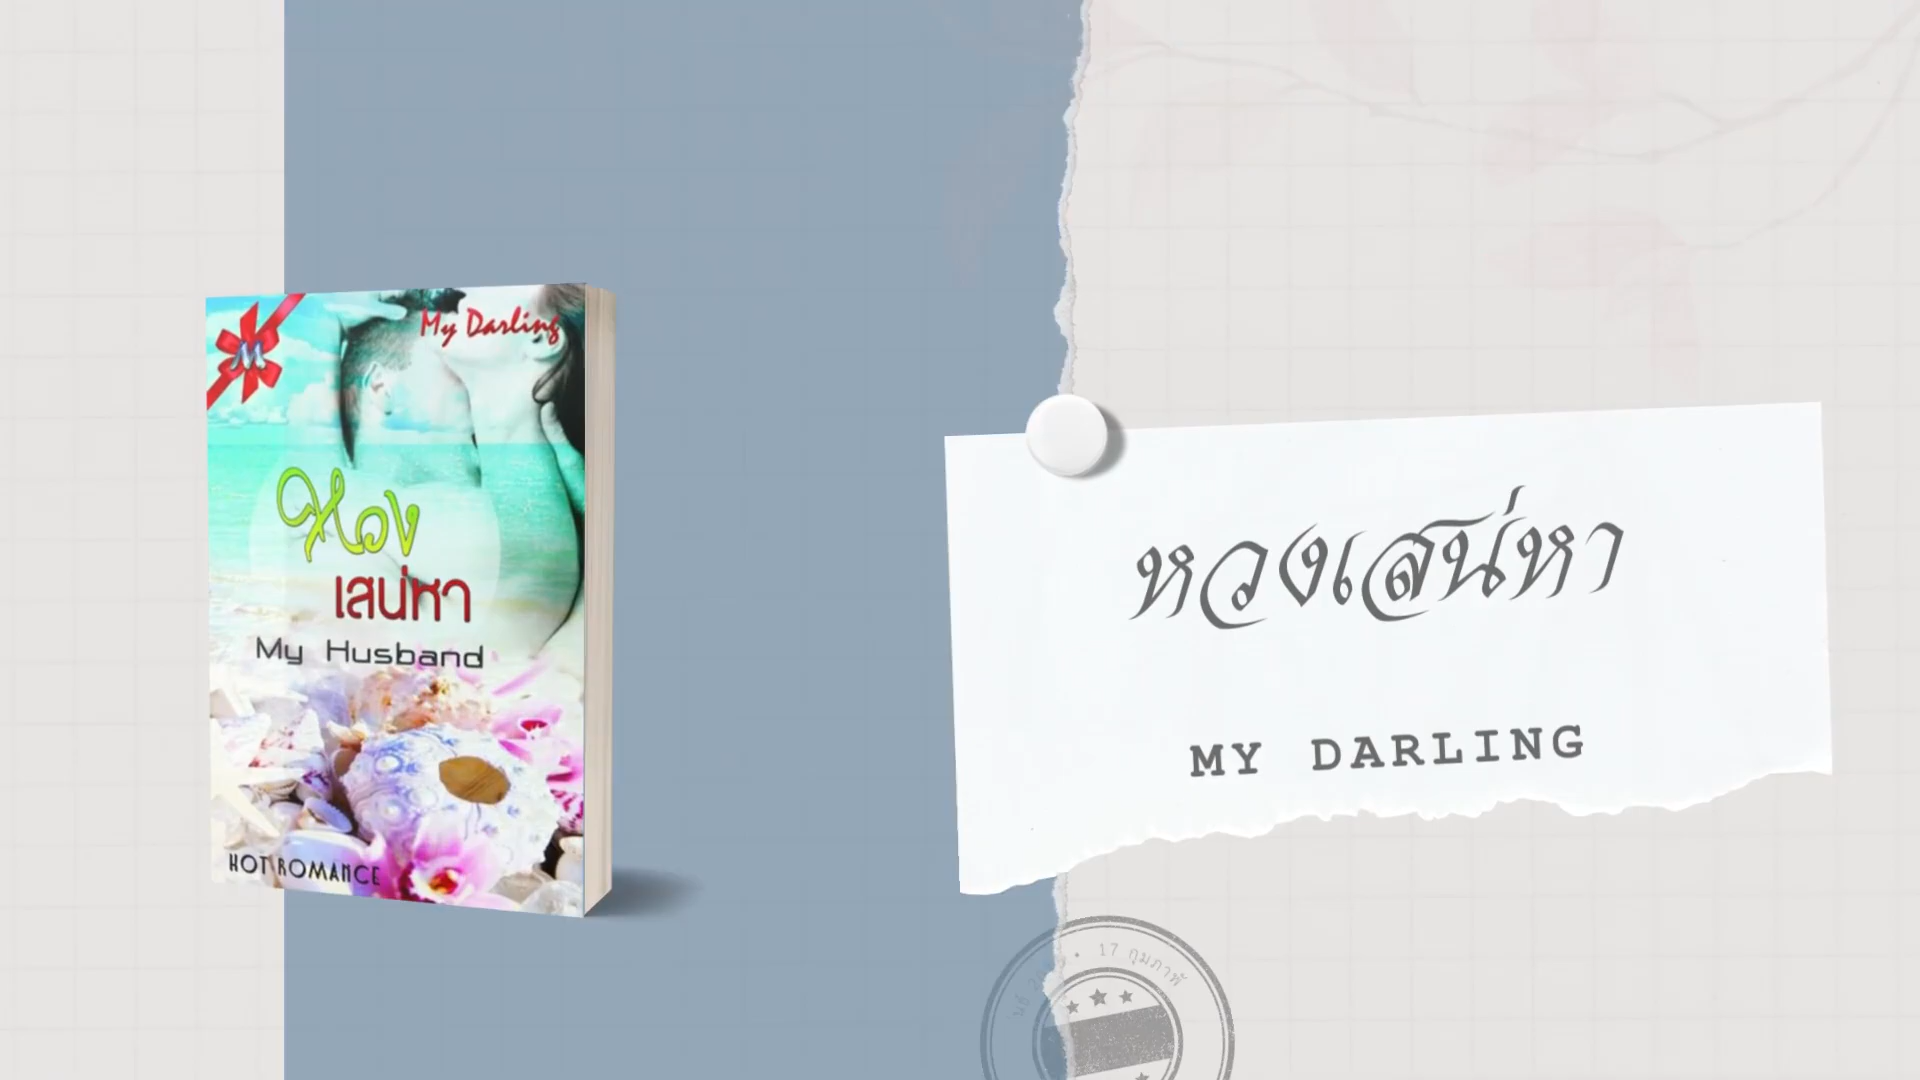 My Darling
M
หวง
เสน่หา
My Husband
HOT ROMANCE
หวงเสน่หา
MY DARLING
17 กุมภาพั